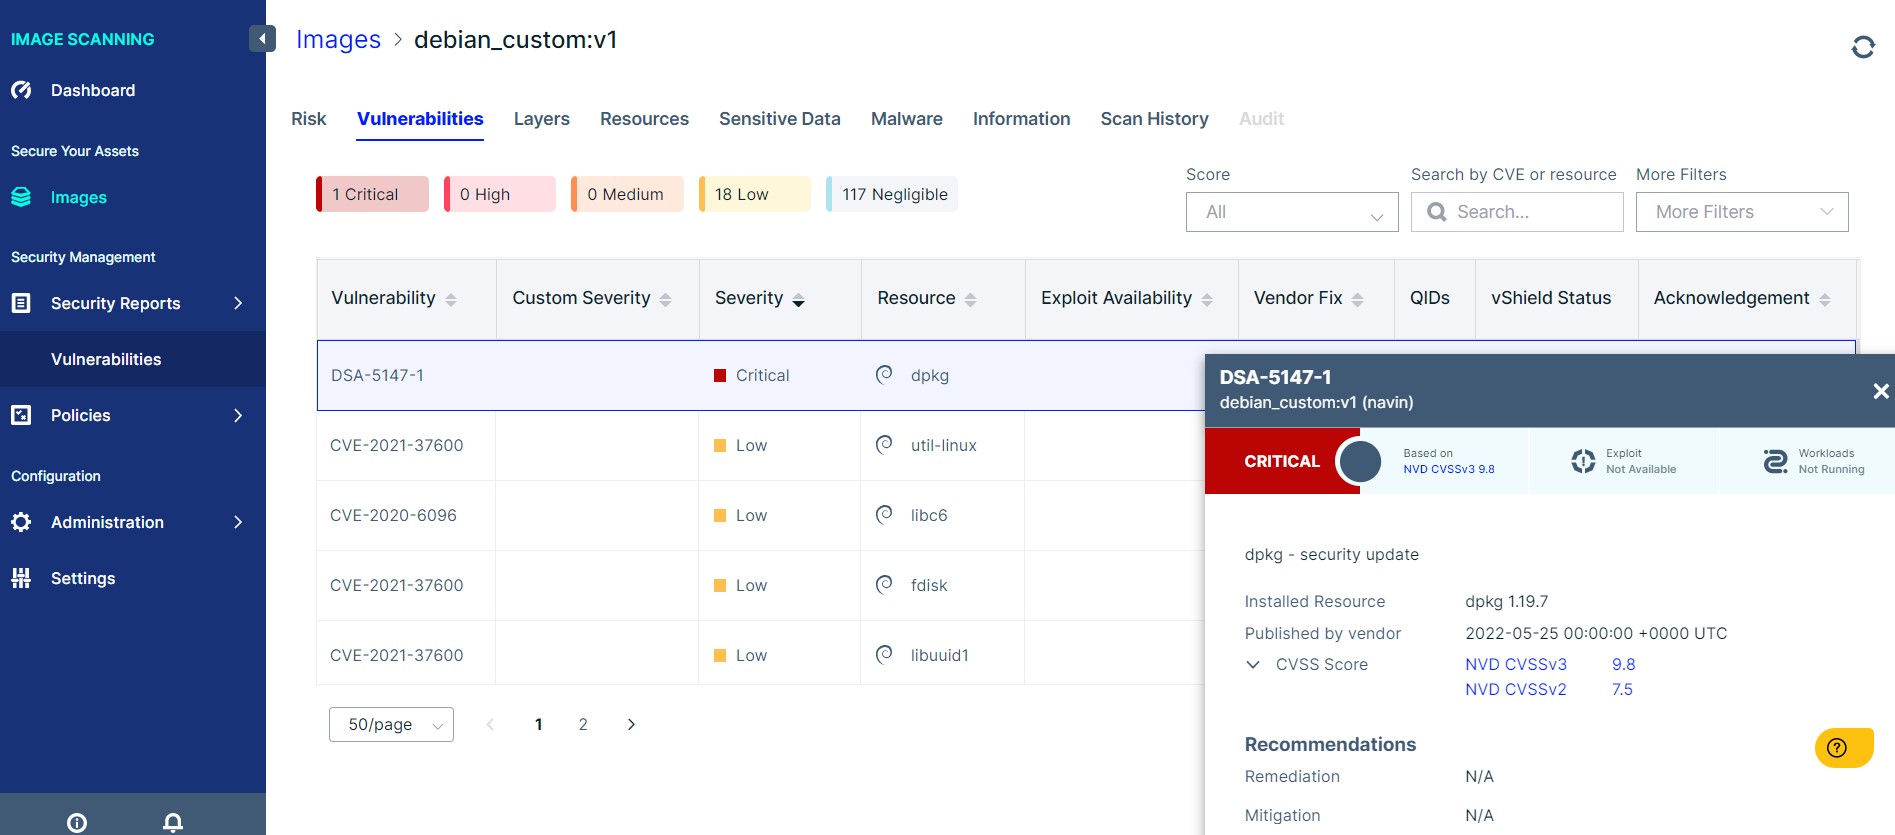 IMAGE SCANNING
Dashboard
Secure Your Assets
Images
Security Management
Security Reports
Vulnerabilities
Policies
Configuration
Administration
Settings
Images > debian_custom:v1
Risk Vulnerabilities Layers Resources Sensitive Data Malware Information Scan History Audit
1 Critical 0 High 0 Medium 18 Low 117 Negligible
Score Search by CVE or resource More Filters
All Search... More Filters
Vulnerability Custom Severity Severity Resource Exploit Availability Vendor Fix QIDs vShield Status Acknowledgement
DSA-5147-1 Critical dpkg
CVE-2021-37600 Low util-linux
CVE-2020-6096 Low libc6
CVE-2021-37600 Low fdisk
CVE-2021-37600 Low libuuid1
50/page 1 2
DSA-5147-1
debian_custom:v1 (navin)
CRITICAL
Based on
NVD CVSSv3 9.8
Exploit
Not Available
Workloads
Not Running
dpkg - security update
Installed Resource dpkg 1.19.7
Published by vendor 2022-05-25 00:00:00 +0000 UTC
CVSS Score NVD CVSSv3 9.8
NVD CVSSv2 7.5
Recommendations
Remediation N/A
Mitigation N/A